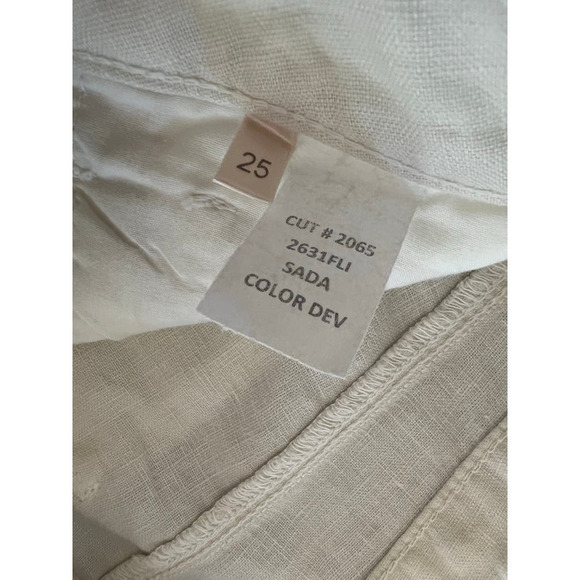 25
CUT # 2065
2631FLI
SADA
COLOR DEV